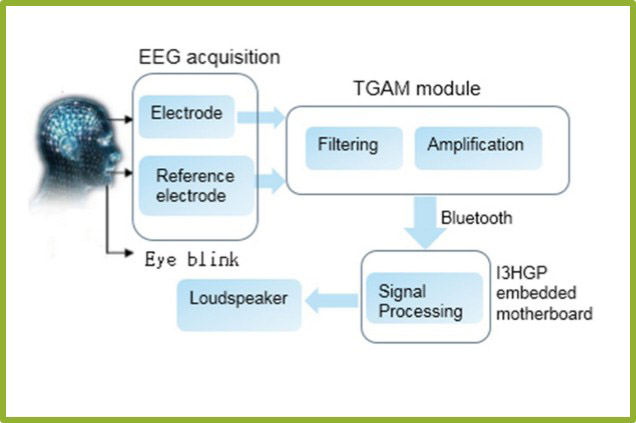 EEG acquisition
TGAM module
Electrode
Filtering
Amplification
Reference
electrode
Bluetooth
Eye blink
Loudspeaker
Signal
Processing
I3HGP
embedded
motherboard